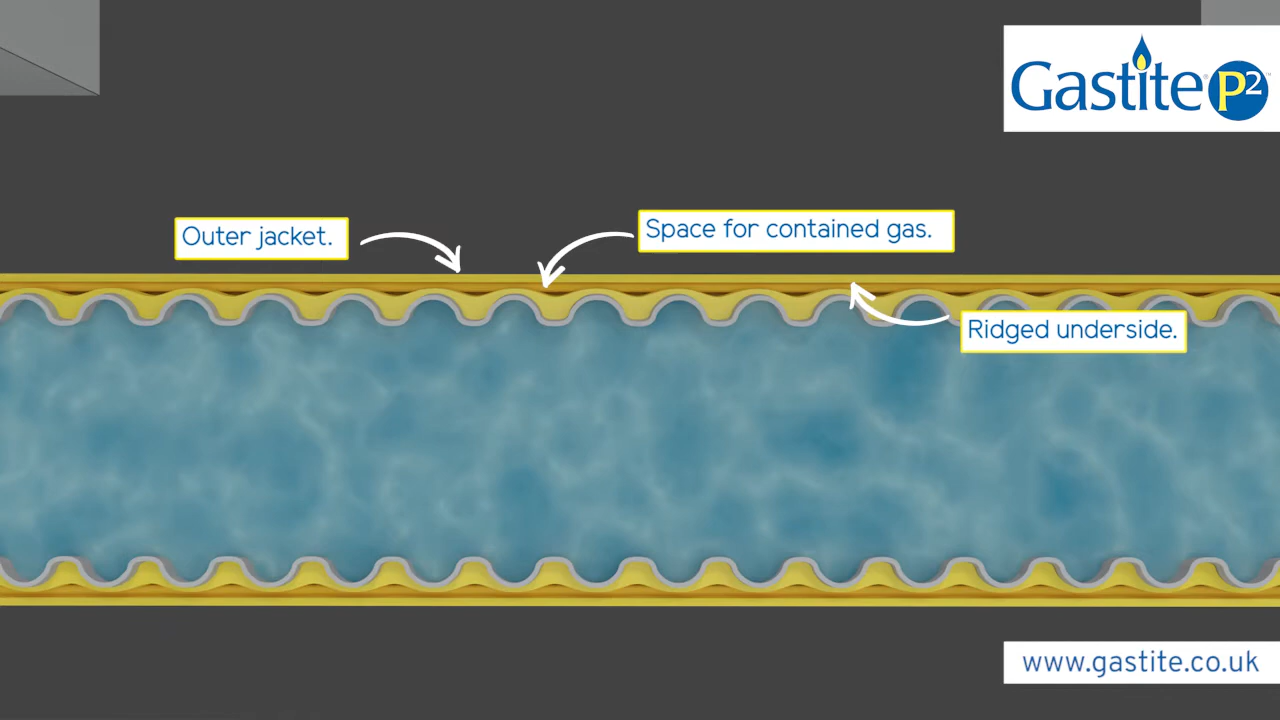 Gastite P²
Outer jacket.
Space for contained gas.
Ridged underside.
www.gastite.co.uk